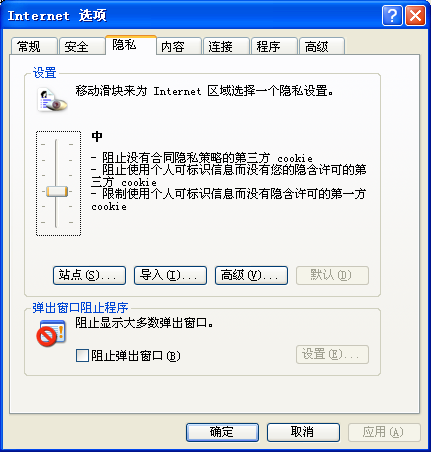 Internet 选项
常规 安全 隐私 内容 连接 程序 高级
设置
移动滑块来为 Internet 区域选择一个隐私设置。
中
- 阻止没有合同隐私策略的第三方 cookie
- 阻止使用个人可标识信息而没有您的隐含许可的第
三方 cookie
- 限制使用个人可标识信息而没有隐含许可的第一方
cookie
站点(S)... 导入(I)... 高级(V)... 默认(D)
弹出窗口阻止程序
阻止显示大多数弹出窗口。
阻止弹出窗口(B) 设置(E)...
确定 取消 应用(A)